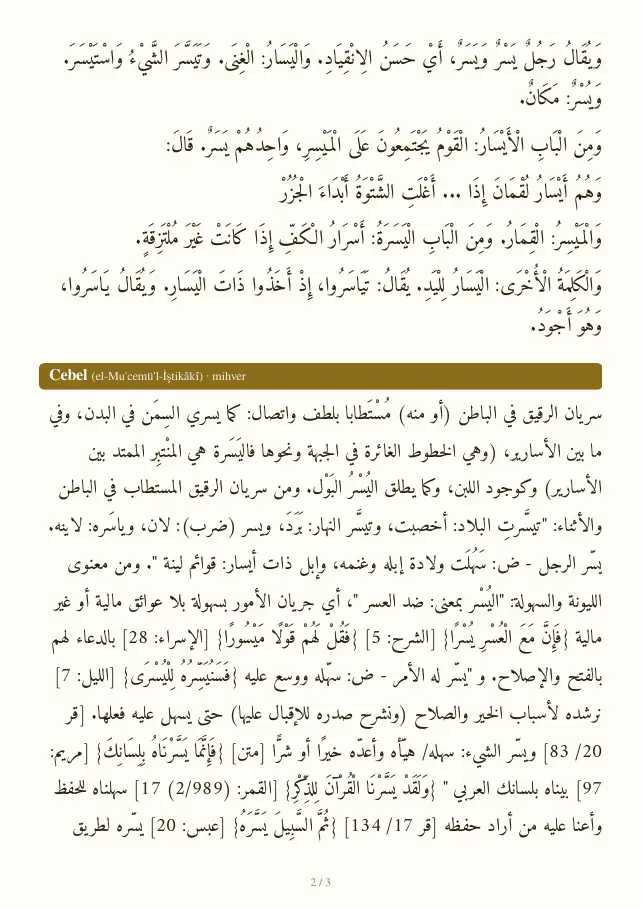 وَيُقَالُ رَجُلٌ يَسْرٌ وَيَسَرٌ، أَيْ حَسَنُ الِانْقِيَادِ. وَالْيَسَارُ: الْغِنَى. وَتَيَسَّرَ الشَّيْءُ وَاسْتَيْسَرَ.
وَيُسْرٌ: مَكَانٌ.
وَمِنَ الْبَابِ الْأَيْسَارُ: الْقَوْمُ يَجْتَمِعُونَ عَلَى الْمَيْسِرِ، وَاحِدُهُمْ يَسَرٌ. قَالَ:
وَهُمُ أَيْسَارُ لُقْمَانَ إِذَا ... أَغْلَتِ الشَّتْوَةُ أَبْدَاءَ الْجُزُرْ
وَالْمَيْسِرُ: الْقِمَارُ. وَمِنَ الْبَابِ الْيَسَرَةُ: أَسْرَارُ الْكَفِّ إِذَا كَانَتْ غَيْرَ مُلْتَزِقَةٍ.
وَالْكَلِمَةُ الْأُخْرَى: الْيَسَارُ لِلْيَدِ. يُقَالُ: تَيَاسَرُوا، إِذْ أَخَذُوا ذَاتَ الْيَسَارِ. وَيُقَالُ يَاسَرُوا،
وَهُوَ أَجْوَدُ.
Cebel (el-Mu'cemü'l-İştikâkî) · mihver
سريان الرقيق في الباطن (أو منه) مُسْتَطابا بلطف واتصال: كما يسري السِمَن في البدن، وفي
ما بين الأسارير، (وهي الخطوط الغائرة في الجبهة ونحوها فاليَسَرة هي المنْتبِر الممتد بين
الأسارير) وكوجود اللبن، وكما يطلق اليُسْرُ البَوْل. ومن سريان الرقيق المستطاب في الباطن
والأثناء: "تيسَّرتِ البلاد: أخصبت، وتيسَّر النهار: بَرَدَ، ويسر (ضرب): لان، وياسَره: لاينه.
يسّر الرجل - ض: سَهُلَت ولادة إبله وغنمه، وإبل ذات أيسار: قوائم لينة ". ومن معنوى
الليونة والسهولة: "اليُسْر بمعنى: ضد العسر "، أي جريان الأمور بسهولة بلا عوائق مالية أو غير
مالية {فَإِنَّ مَعَ الْعُسْرِ يُسْرًا} [الشرح: 5] {فَقُلْ لَهُمْ قَوْلًا مَيْسُورًا} [الإسراء: 28] بالدعاء لهم
بالفتح والإصلاح. و "يسّر له الأمر - ض: سهّله ووسع عليه {فَسَنُيَسِّرُهُ لِلْيُسْرَى} [الليل: 7]
نرشده لأسباب الخير والصلاح (ونشرح صدره للإقبال عليها) حتى يسهل عليه فعلها. [قر
20/ 83] ويسّر الشيء: سهله/ هيّأه وأعدّه خيرًا أو شرًّا [متن] {فَإِنَّمَا يَسَّرْنَاهُ بِلِسَانِكَ} [مريم:
97] بيناه بلسانك العربي " {وَلَقَدْ يَسَّرْنَا الْقُرْآنَ لِلذِّكْرِ} [القمر: (2/989) 17] سهلناه للحفظ
وأعنا عليه من أراد حفظه [قر 17/ 134] {ثُمَّ السَّبِيلَ يَسَّرَهُ} [عبس: 20] يسّره لطريق
2 / 3